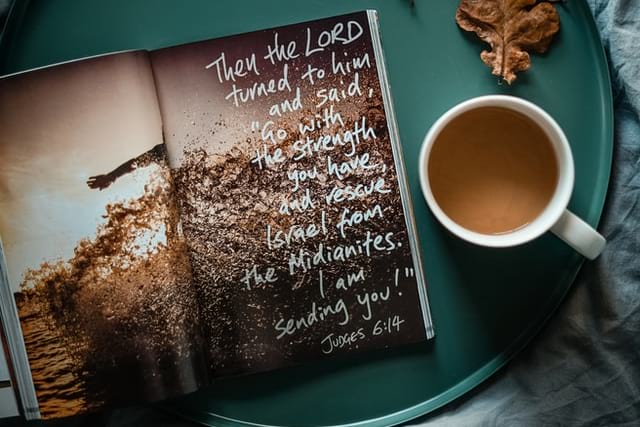 Then the LORD
turned to him
and said,
"Go with
the strength
you have,
and rescue
Israel from
the Midianites.
I am
sending you!"
JUDGES 6:14